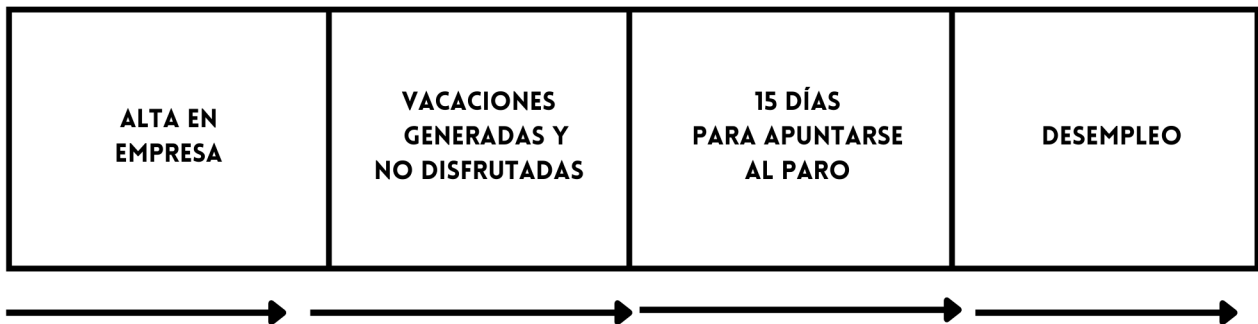 ALTA EN
EMPRESA
VACACIONES
GENERADAS Y
NO DISFRUTADAS
15 DÍAS
PARA APUNTARSE
AL PARO
DESEMPLEO